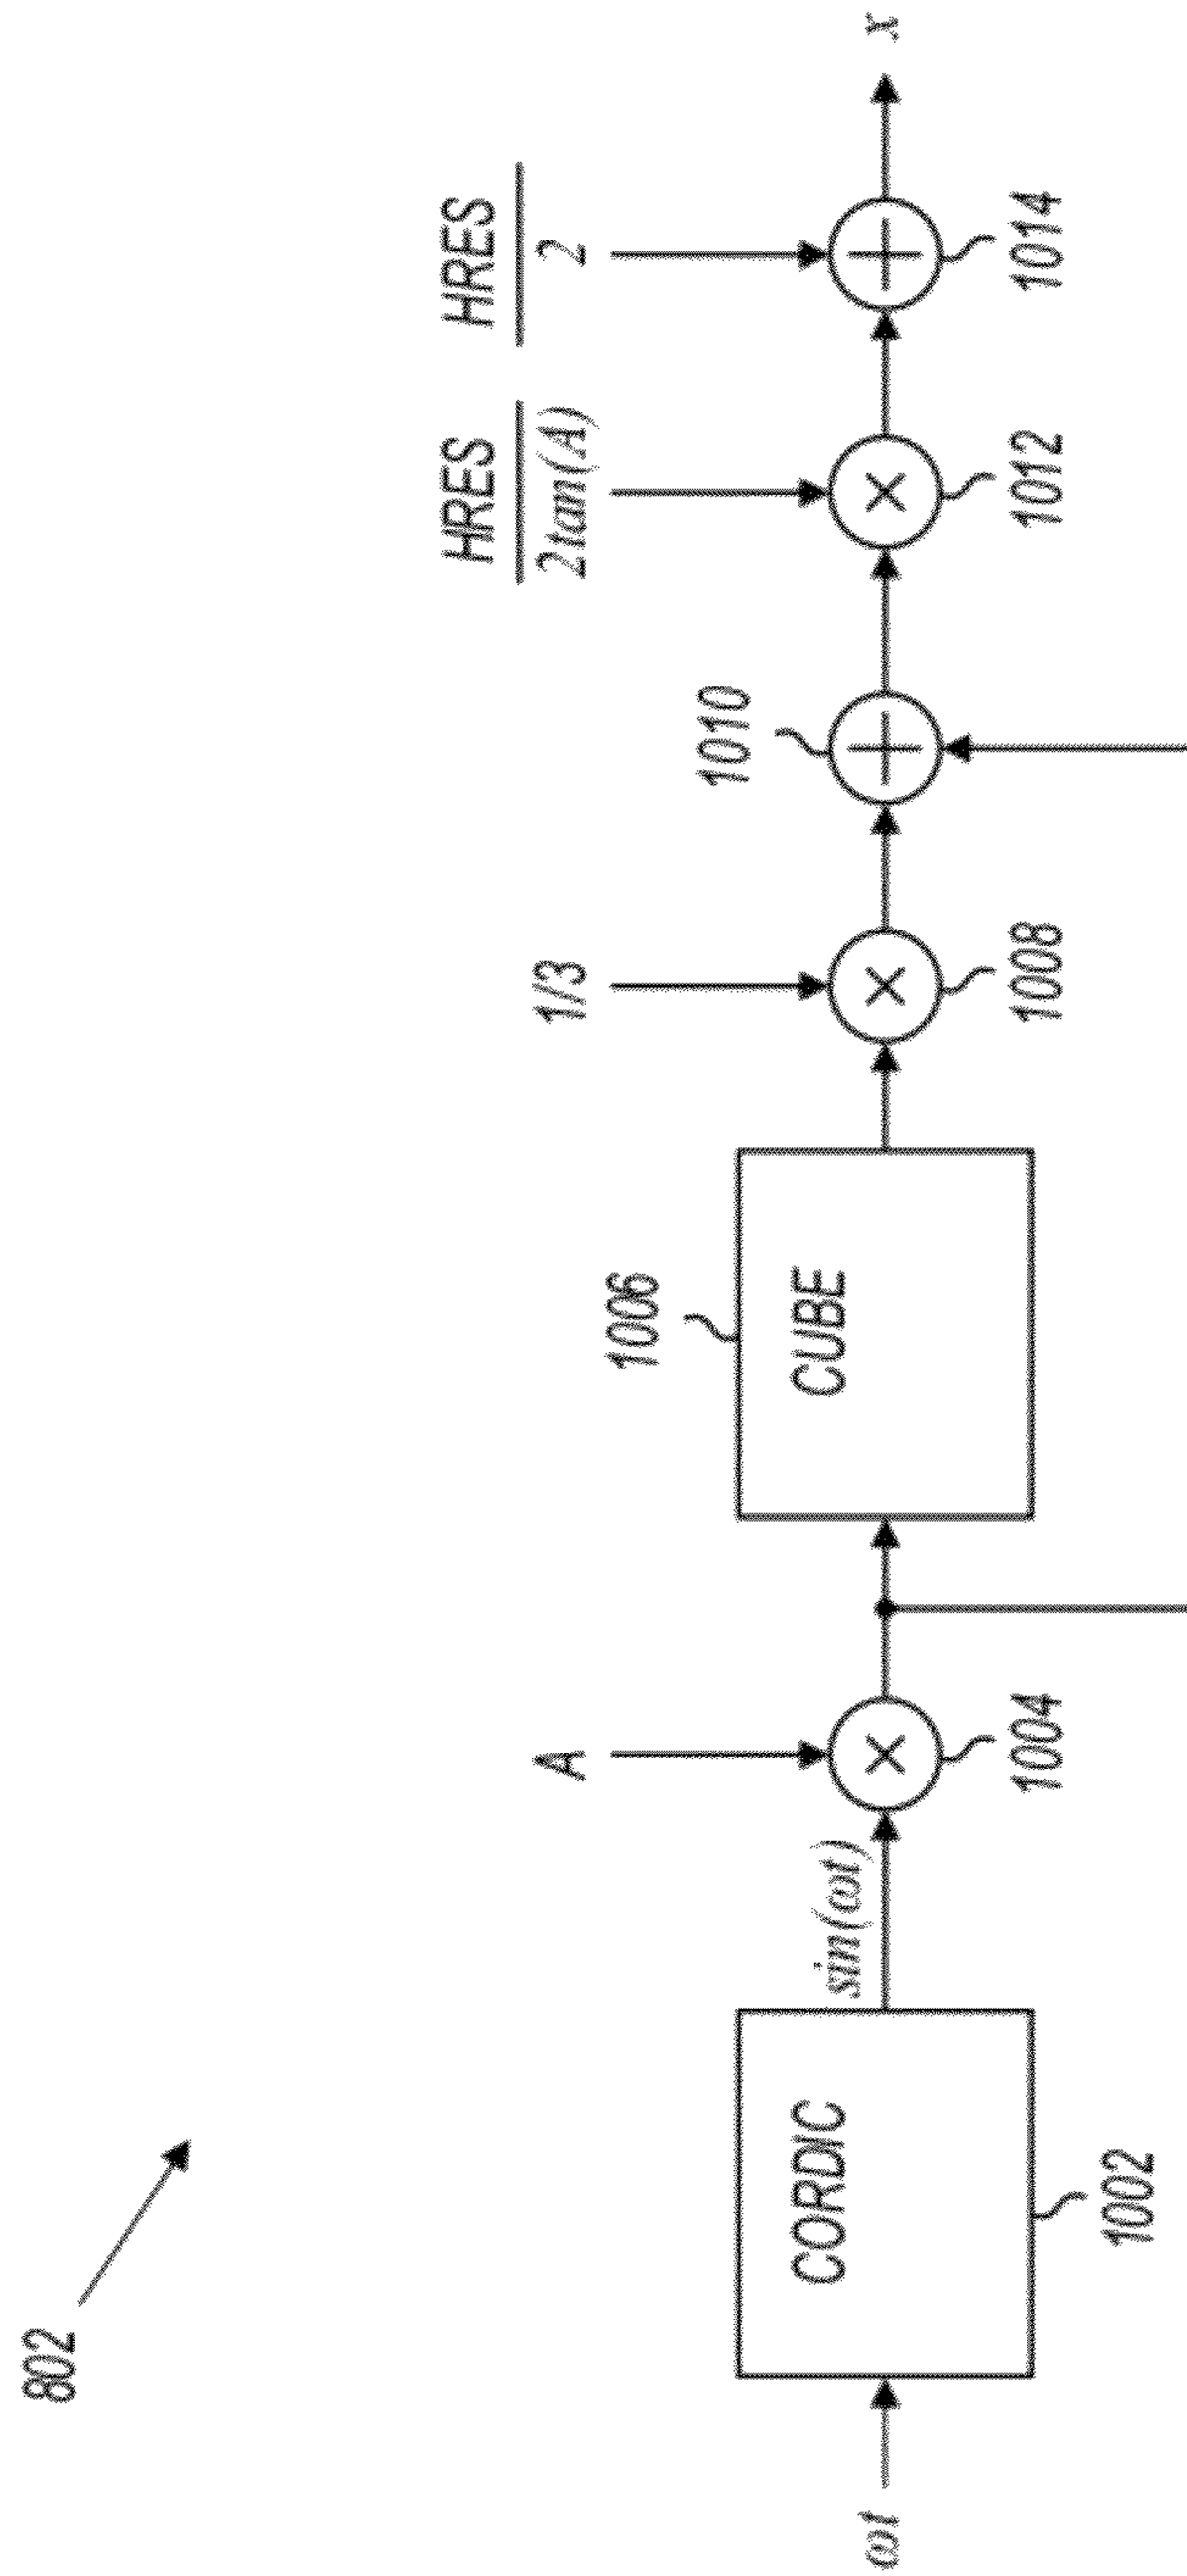 802
ωt
CORDIC
1002
sin(ωt)
A
1004
1006
CUBE
1/3
1008
1010
HRES
2tan(A)
1012
HRES
2
1014
x